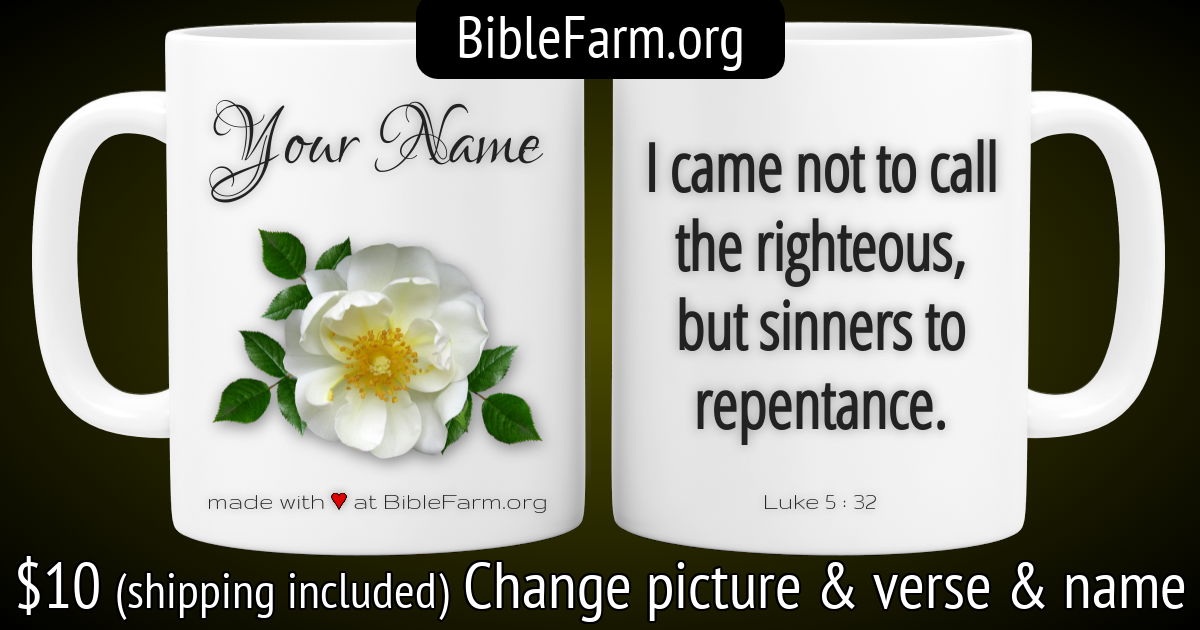 BibleFarm.org
Your Name
made with ♥ at BibleFarm.org
I came not to call
the righteous,
but sinners to
repentance.
Luke 5 : 32
$10 (shipping included) Change picture & verse & name